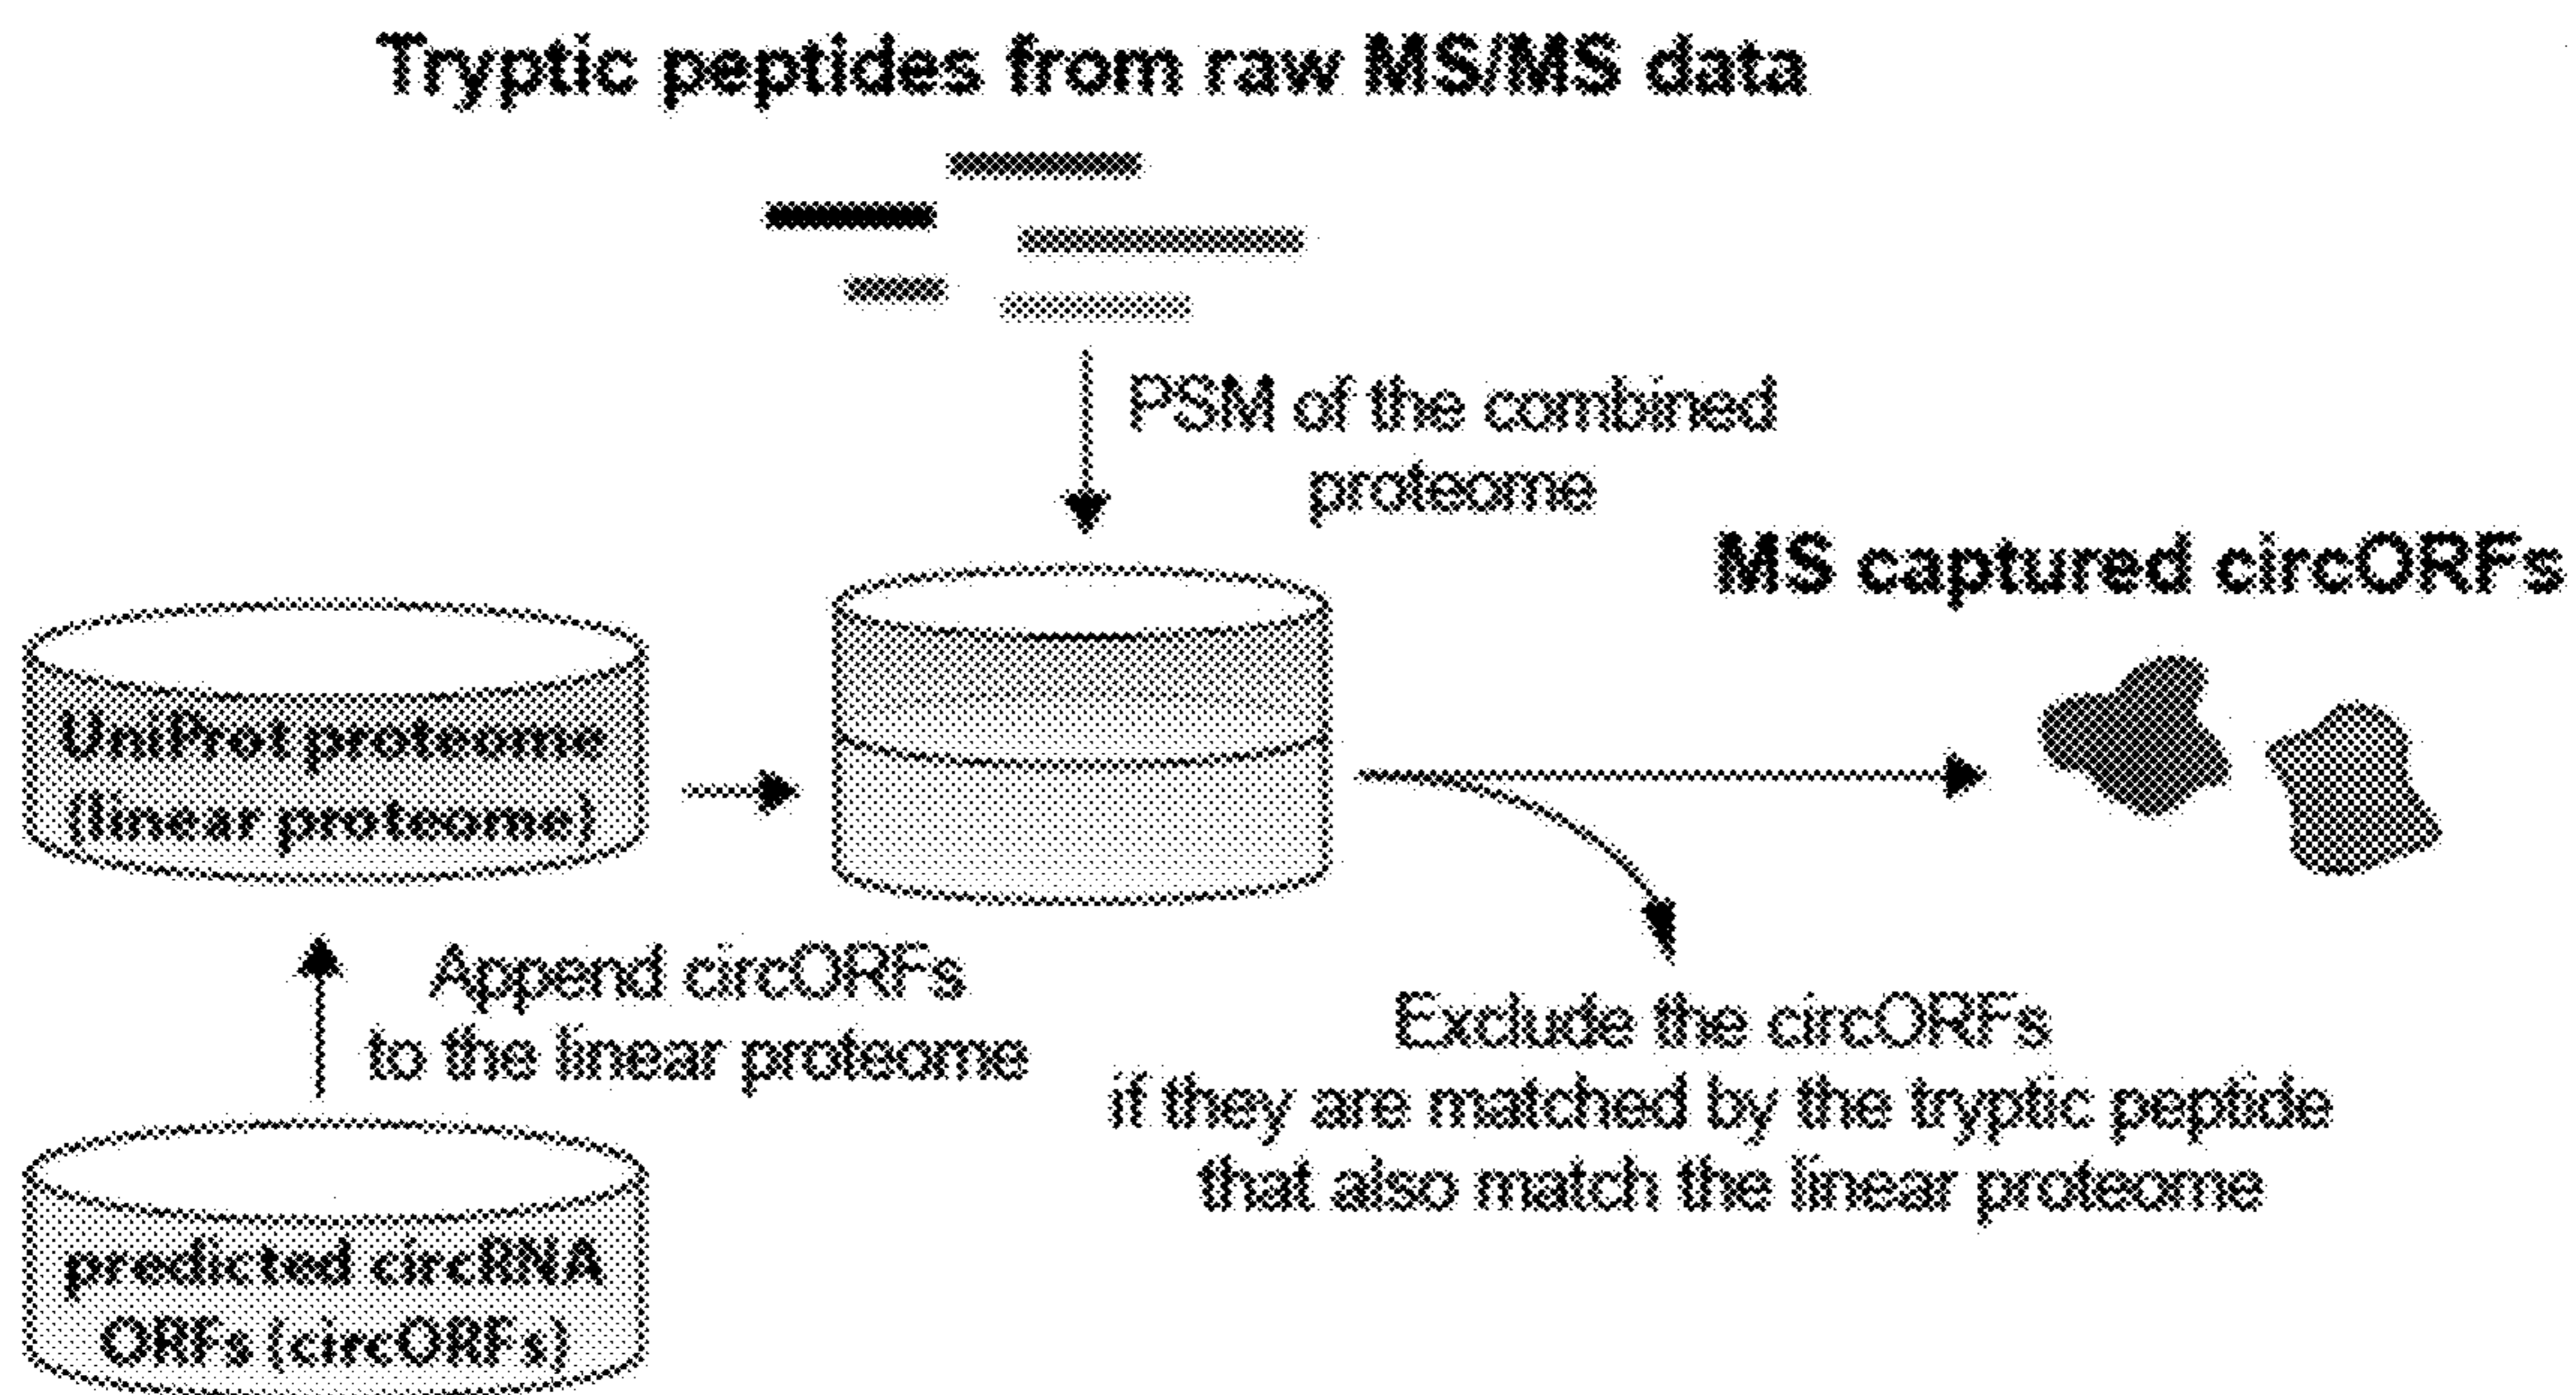 Tryptic peptides from raw MS/MS data
PSM of the combined
proteome
MS captured circORFs
UniProt proteome
(linear proteome)
Append circORFs
to the linear proteome
Exclude the circORFs
if they are matched by the tryptic peptide
that also match the linear proteome
predicted circRNA
ORFs (circORFs)